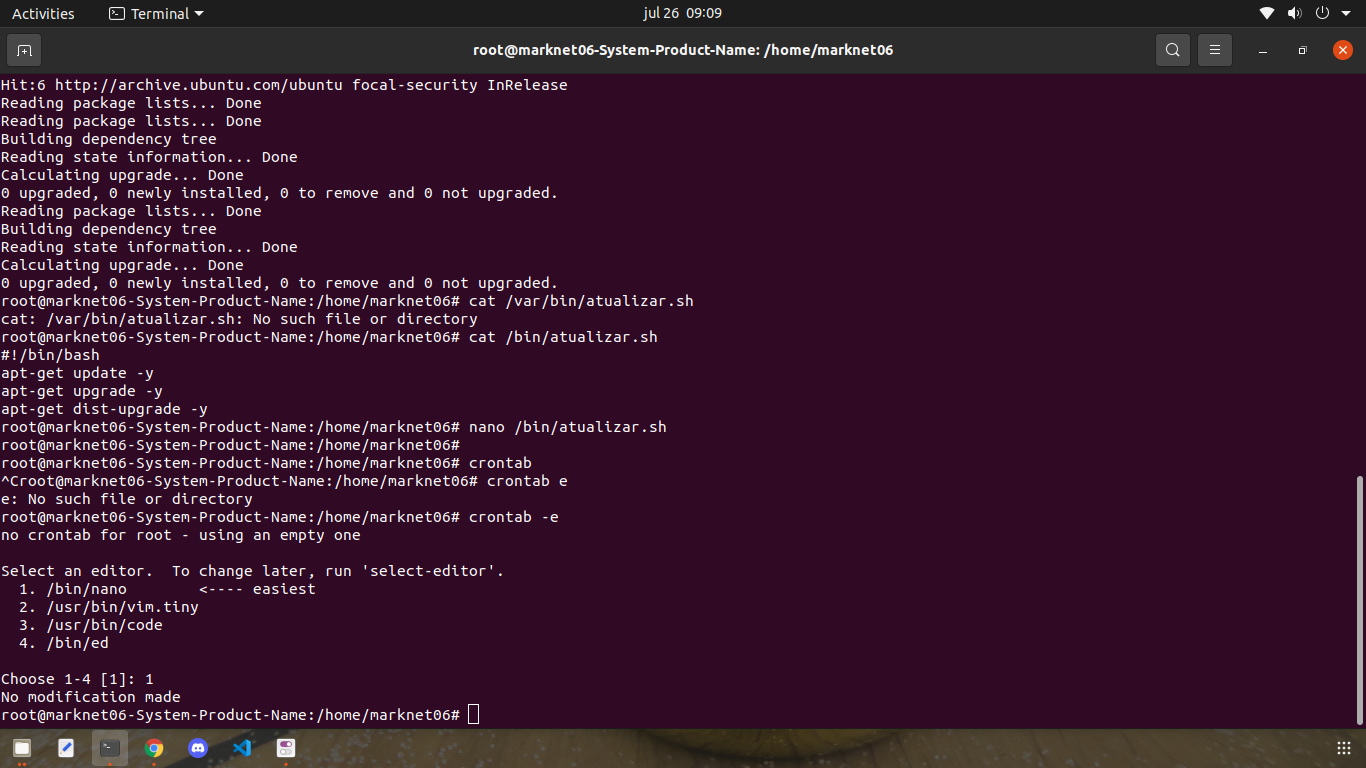 Activities Terminal jul 26 09:09
root@marknet06-System-Product-Name: /home/marknet06
Hit:6 http://archive.ubuntu.com/ubuntu focal-security InRelease
Reading package lists... Done
Reading package lists... Done
Building dependency tree
Reading state information... Done
Calculating upgrade... Done
0 upgraded, 0 newly installed, 0 to remove and 0 not upgraded.
Reading package lists... Done
Building dependency tree
Reading state information... Done
Calculating upgrade... Done
0 upgraded, 0 newly installed, 0 to remove and 0 not upgraded.
root@marknet06-System-Product-Name:/home/marknet06# cat /var/bin/atualizar.sh
cat: /var/bin/atualizar.sh: No such file or directory
root@marknet06-System-Product-Name:/home/marknet06# cat /bin/atualizar.sh
#!/bin/bash
apt-get update -y
apt-get upgrade -y
apt-get dist-upgrade -y
root@marknet06-System-Product-Name:/home/marknet06# nano /bin/atualizar.sh
root@marknet06-System-Product-Name:/home/marknet06#
root@marknet06-System-Product-Name:/home/marknet06# crontab
^Croot@marknet06-System-Product-Name:/home/marknet06# crontab e
e: No such file or directory
root@marknet06-System-Product-Name:/home/marknet06# crontab -e
no crontab for root - using an empty one
Select an editor.  To change later, run 'select-editor'.
  1. /bin/nano        <---- easiest
  2. /usr/bin/vim.tiny
  3. /usr/bin/code
  4. /bin/ed
Choose 1-4 [1]: 1
No modification made
root@marknet06-System-Product-Name:/home/marknet06#